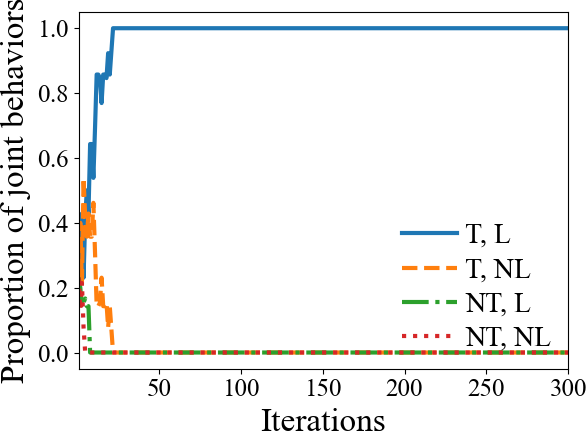 Proportion of joint behaviors
1.0
0.8
0.6
0.4
0.2
0.0
T, L
T, NL
NT, L
NT, NL
50 100 150 200 250 300
Iterations